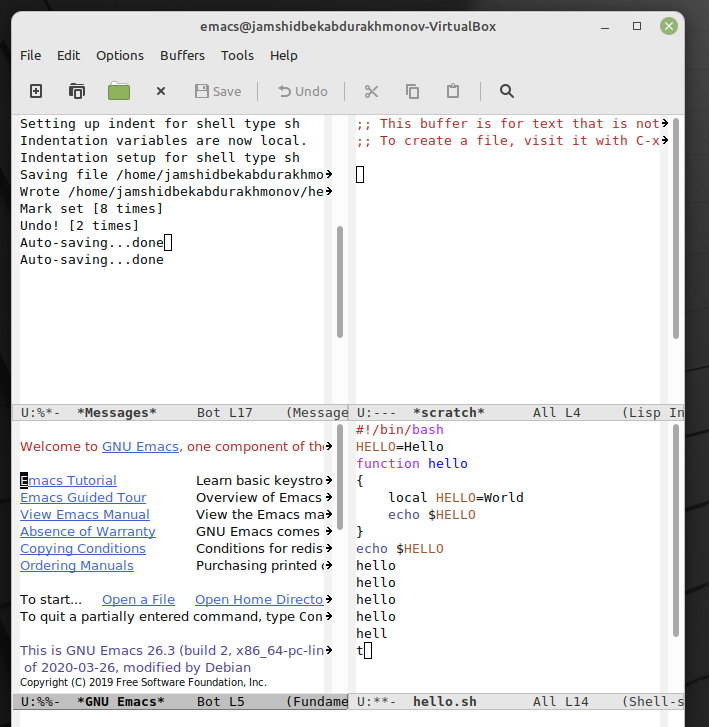 emacs@jamshidbekabdurakhmonov-VirtualBox
File Edit Options Buffers Tools Help
Save Undo
Setting up indent for shell type sh
Indentation variables are now local.
Indentation setup for shell type sh
Saving file /home/jamshidbekabdurakhmo
Wrote /home/jamshidbekabdurakhmonov/he
Mark set [8 times]
Undo! [2 times]
Auto-saving...done
Auto-saving...done
U:%*-  *Messages*     Bot L17    (Message
;; This buffer is for text that is not
;; To create a file, visit it with C-x
U:---  *scratch*      All L4     (Lisp In
Welcome to GNU Emacs, one component of the
Emacs Tutorial Learn basic keystro
Emacs Guided Tour Overview of Emacs
View Emacs Manual View the Emacs ma
Absence of Warranty GNU Emacs comes
Copying Conditions Conditions for redis
Ordering Manuals Purchasing printed c
To start... Open a File Open Home Directo
To quit a partially entered command, type Con
This is GNU Emacs 26.3 (build 2, x86_64-pc-lin
of 2020-03-26, modified by Debian
Copyright (C) 2019 Free Software Foundation, Inc.
U:%%-  *GNU Emacs*    Bot L5     (Fundame
#!/bin/bash
HELLO=Hello
function hello
{
    local HELLO=World
    echo $HELLO
}
echo $HELLO
hello
hello
hello
hello
hell
t
U:**-  hello.sh       All L14    (Shell-s